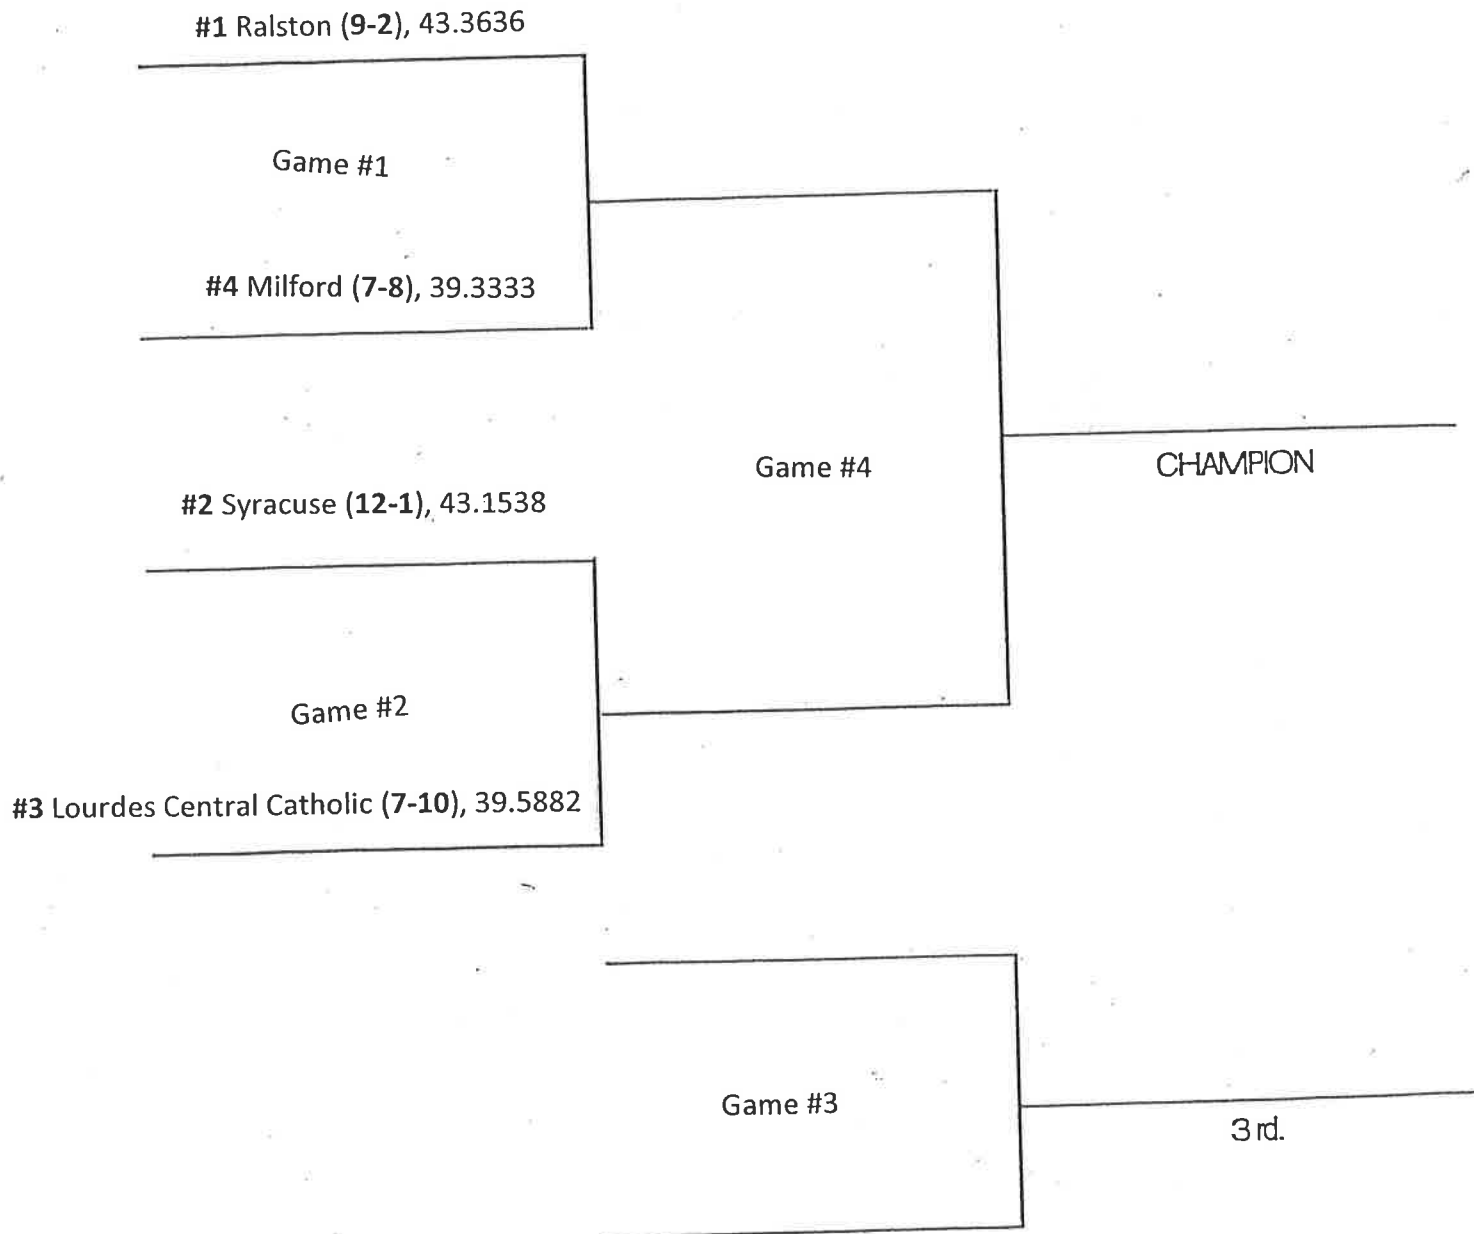 #1 Ralston (9-2), 43.3636
Game #1
#4 Milford (7-8), 39.3333
#2 Syracuse (12-1), 43.1538
Game #4
CHAMPION
Game #2
#3 Lourdes Central Catholic (7-10), 39.5882
Game #3
3 rd.